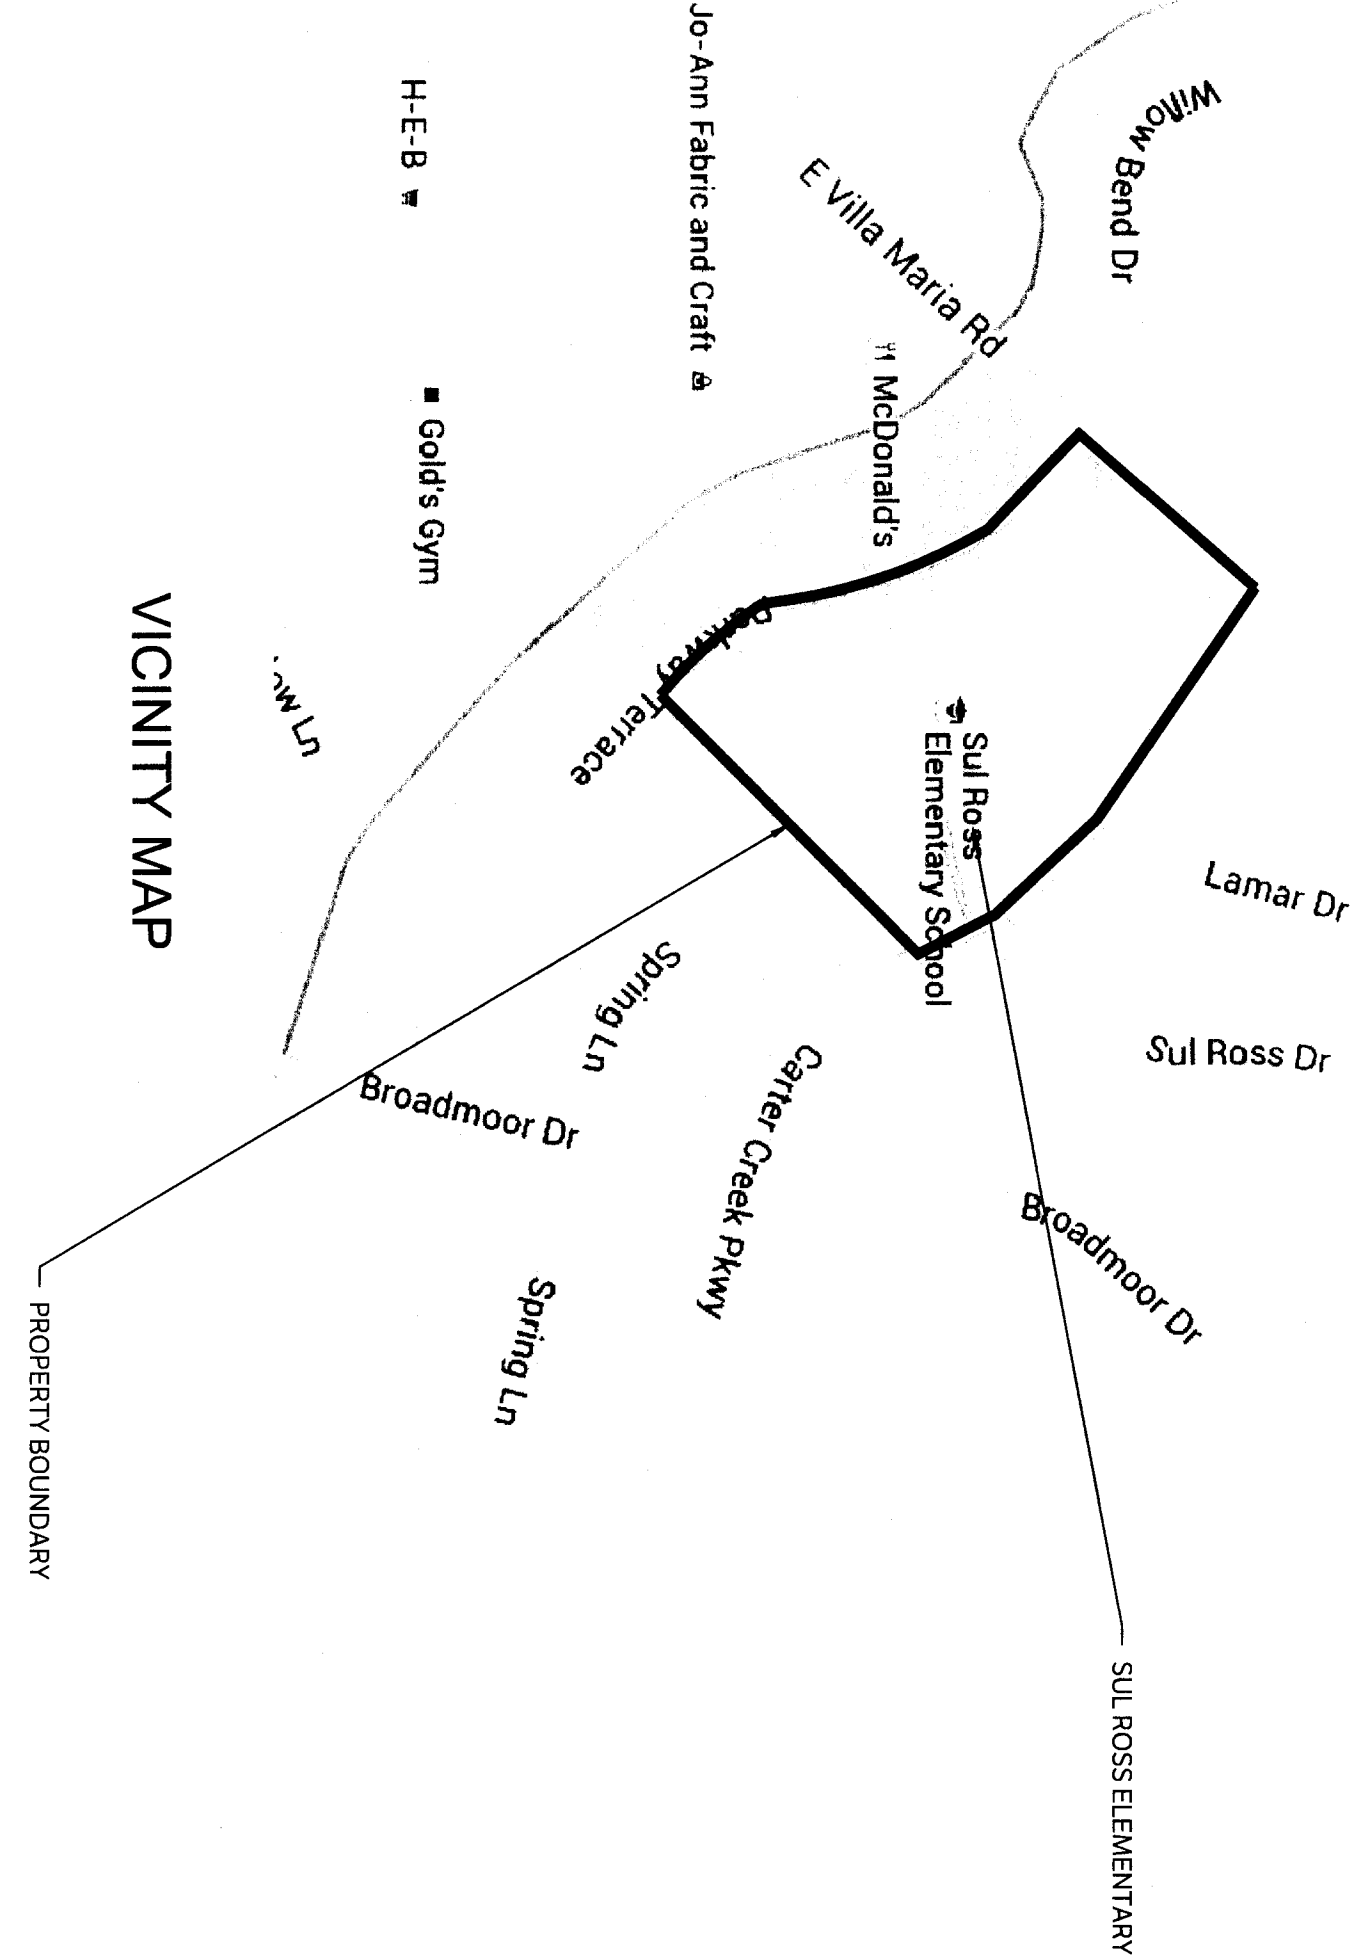 SUL ROSS ELEMENTARY
Lamar Dr
Sul Ross Dr
Willow Bend Dr
Broadmoor Dr
E Villa Maria Rd
McDonald's
Sul Ross
Elementary School
Jo-Ann Fabric and Craft
Parkway Terrace
Carter Creek Pkwy
Spring Ln
Spring Ln
Broadmoor Dr
H-E-B
Gold's Gym
Ln
VICINITY MAP
PROPERTY BOUNDARY